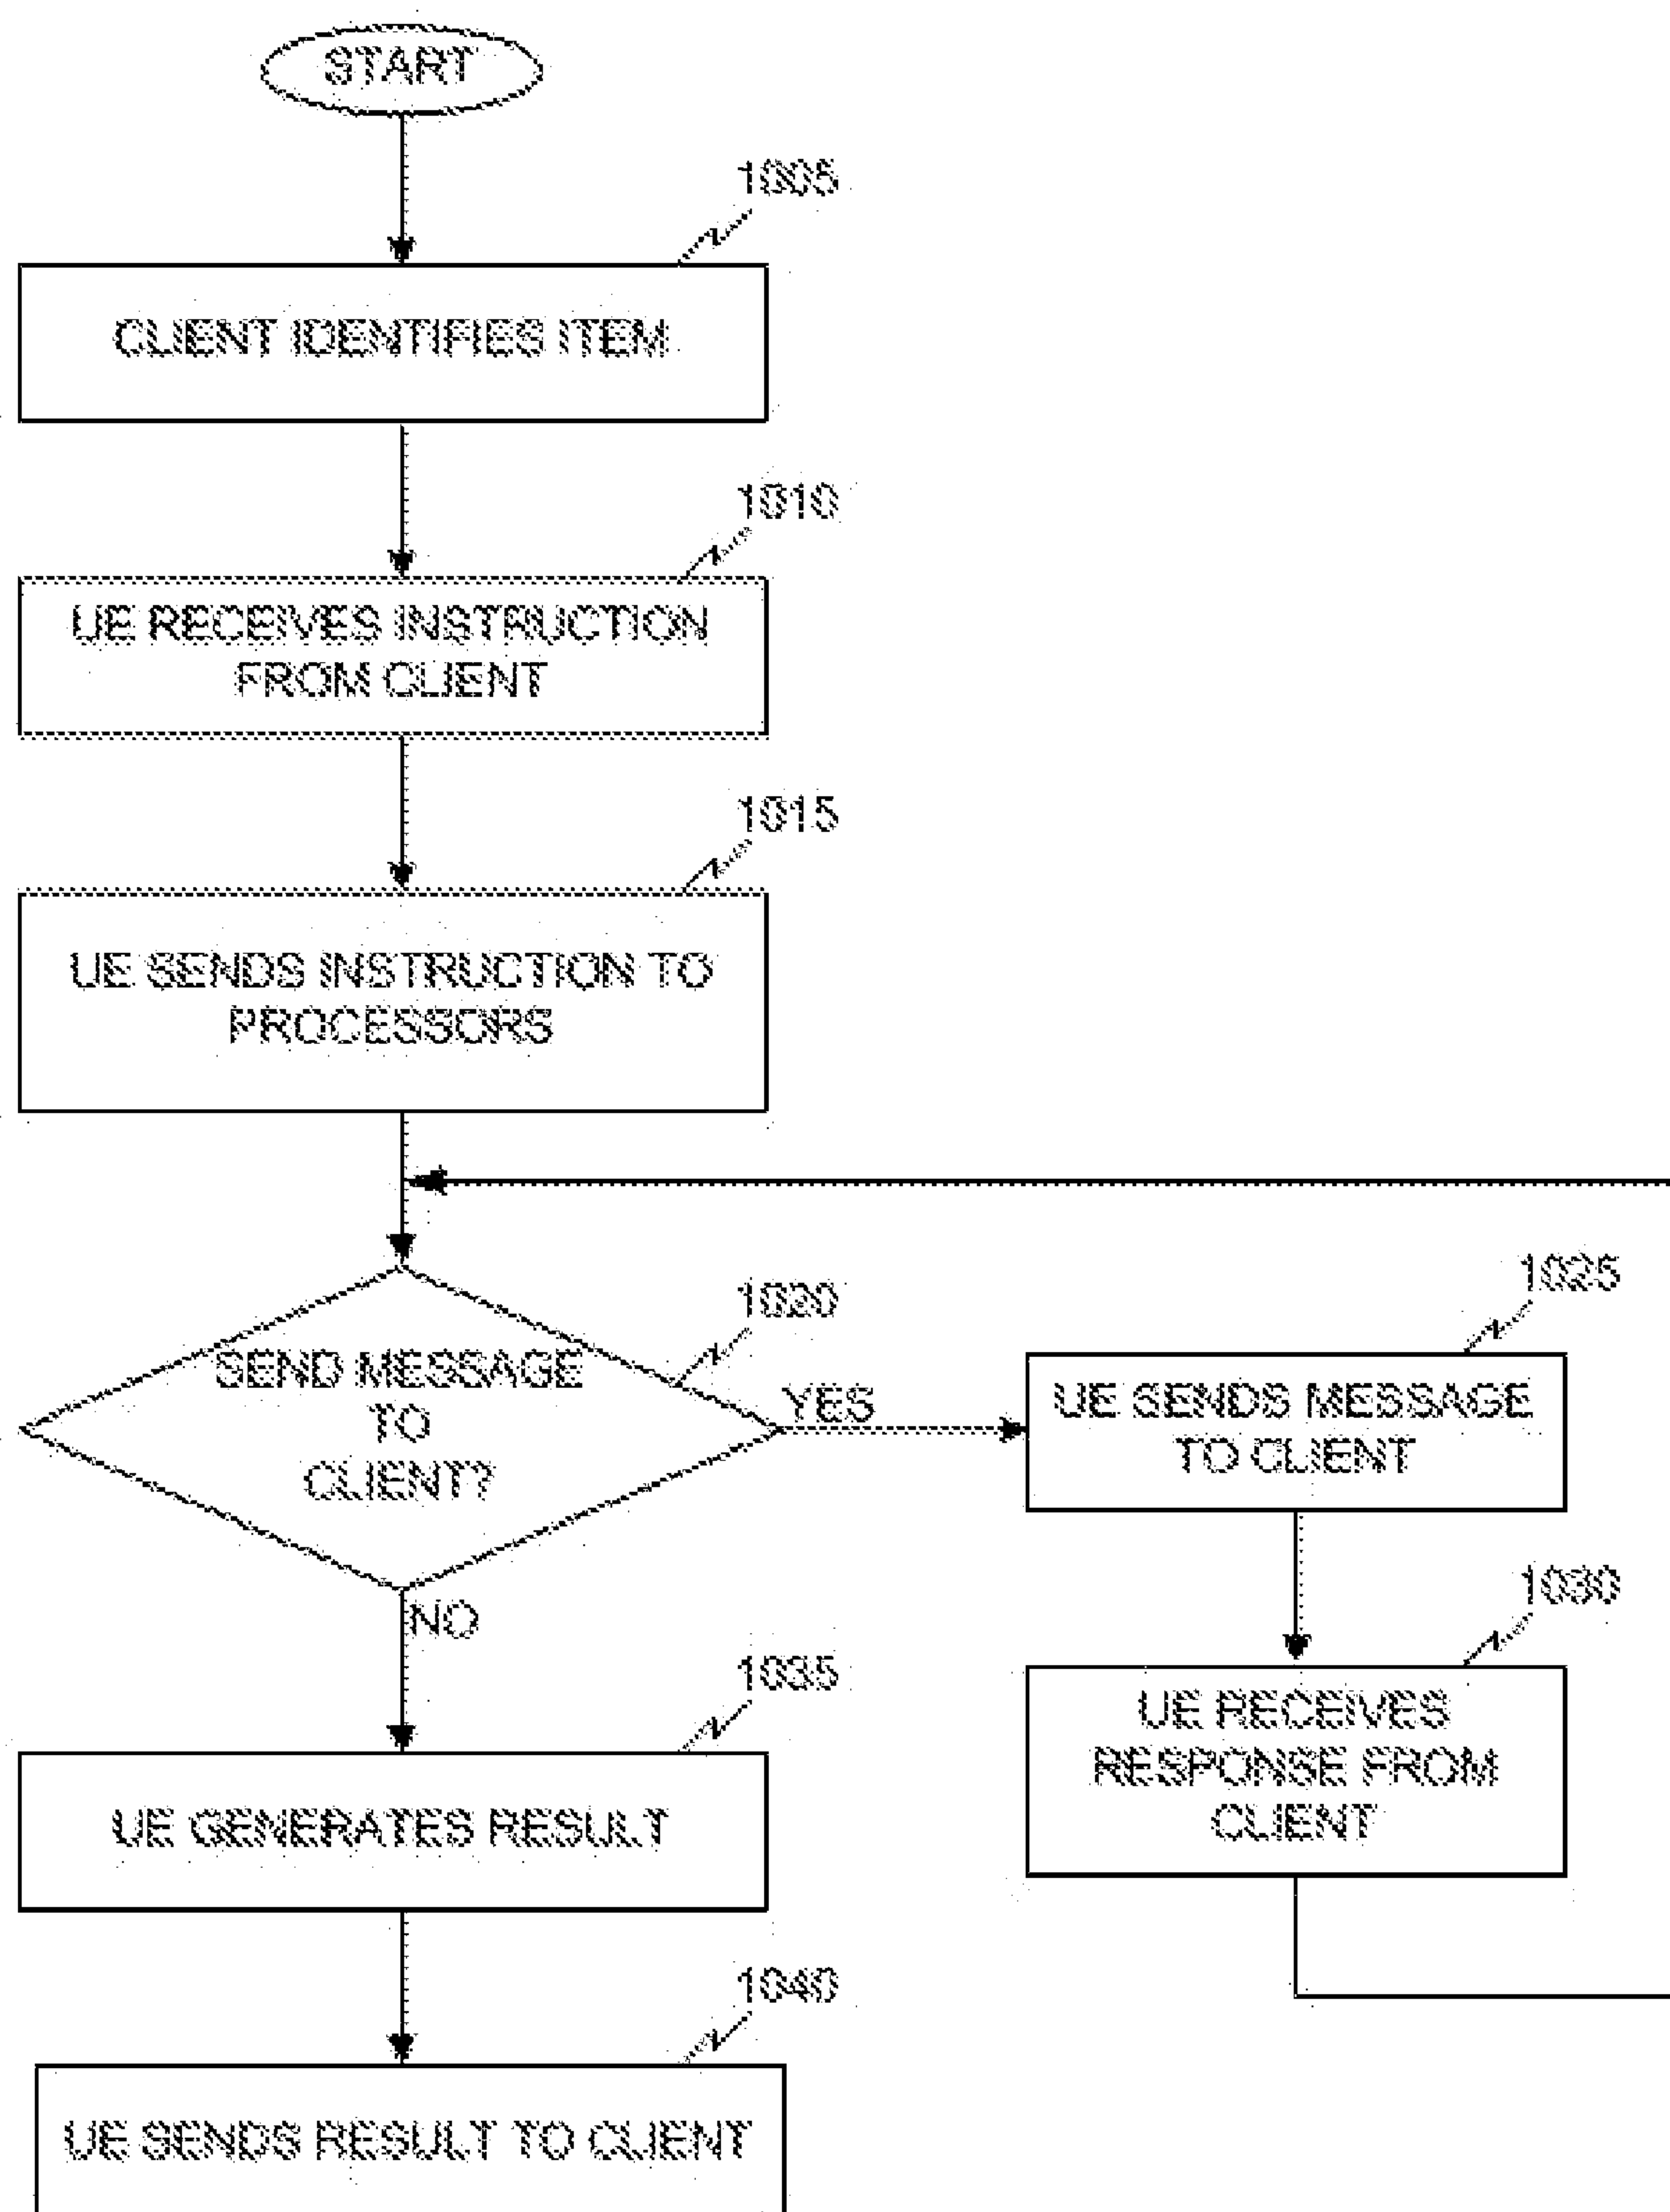 START
1005
CLIENT IDENTIFIES ITEM
1010
UE RECEIVES INSTRUCTION
FROM CLIENT
1015
UE SENDS INSTRUCTION TO
PROCESSORS
1020
SEND MESSAGE
TO
CLIENT?
YES
1025
UE SENDS MESSAGE
TO CLIENT
1030
UE RECEIVES
RESPONSE FROM
CLIENT
NO
1035
UE GENERATES RESULT
1040
UE SENDS RESULT TO CLIENT